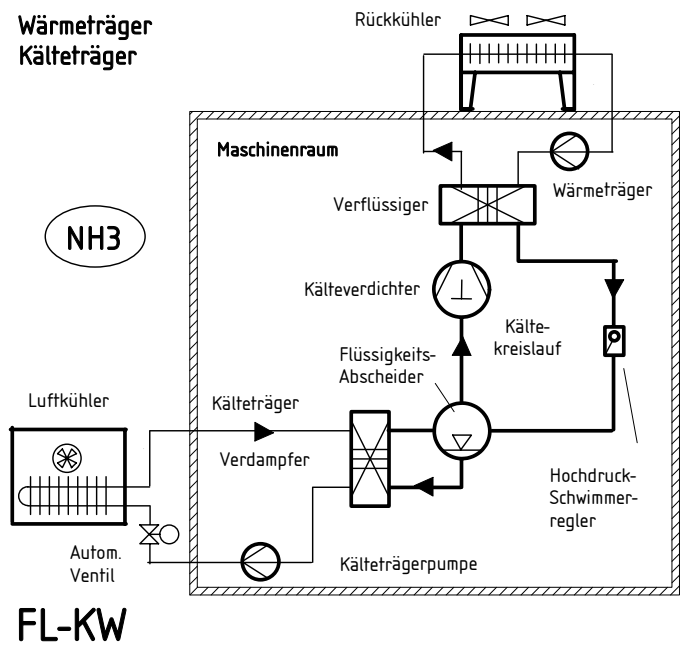 Wärmeträger
Kälteträger
Rückkühler
Maschinenraum
Wärmeträger
Verflüssiger
NH3
Kälteverdichter
Kälte-
kreislauf
Flüssigkeits-
Abscheider
Luftkühler
Kälteträger
Verdampfer
Hochdruck-
Schwimmer-
regler
Autom.
Ventil
Kälteträgerpumpe
FL-KW